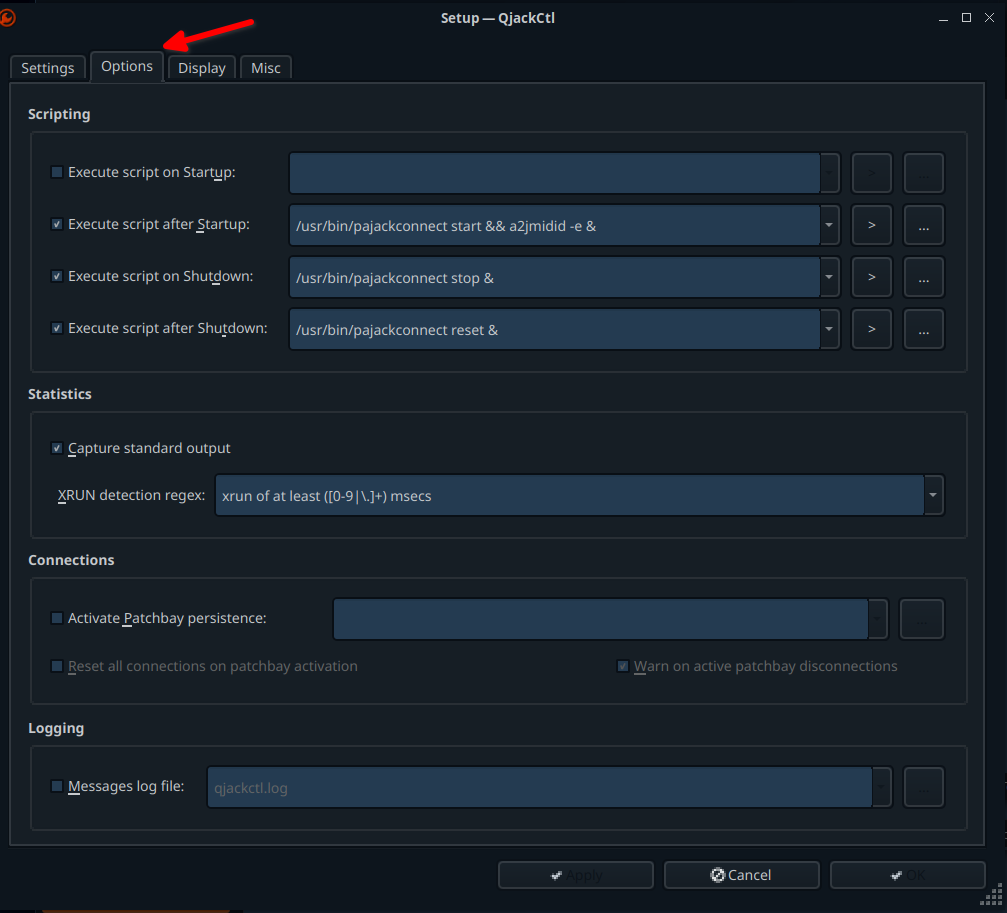 Setup — QjackCtl
Settings Options Display Misc
Scripting
Execute script on Startup:
> ...
Execute script after Startup: /usr/bin/pajackconnect start && a2jmidid -e & > ...
Execute script on Shutdown: /usr/bin/pajackconnect stop & > ...
Execute script after Shutdown: /usr/bin/pajackconnect reset & > ...
Statistics
Capture standard output
XRUN detection regex: xrun of at least ([0-9|\.]+) msecs
Connections
Activate Patchbay persistence: ...
Reset all connections on patchbay activation Warn on active patchbay disconnections
Logging
Messages log file: qjackctl.log ...
Apply Cancel OK